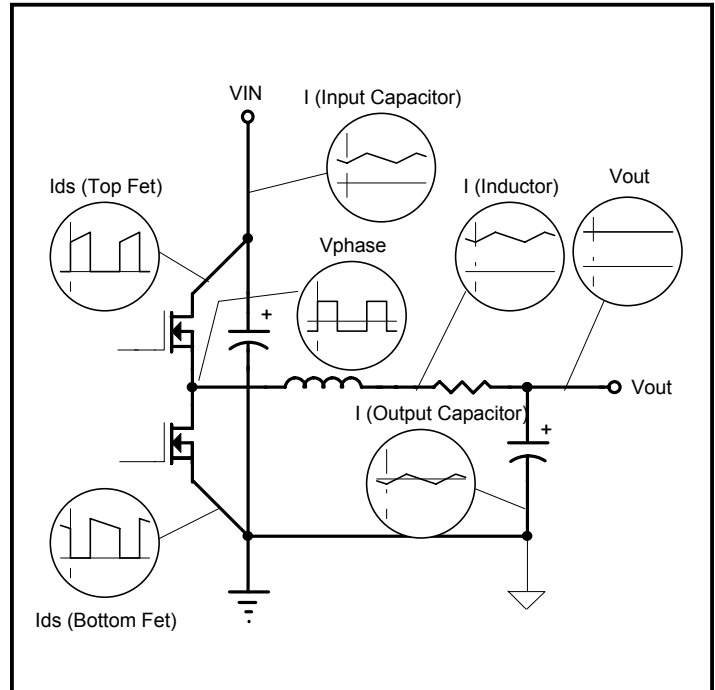 VIN
I (Input Capacitor)
Ids (Top Fet)
I (Inductor)
Vout
Vphase
+
Vout
I (Output Capacitor)
+
Ids (Bottom Fet)